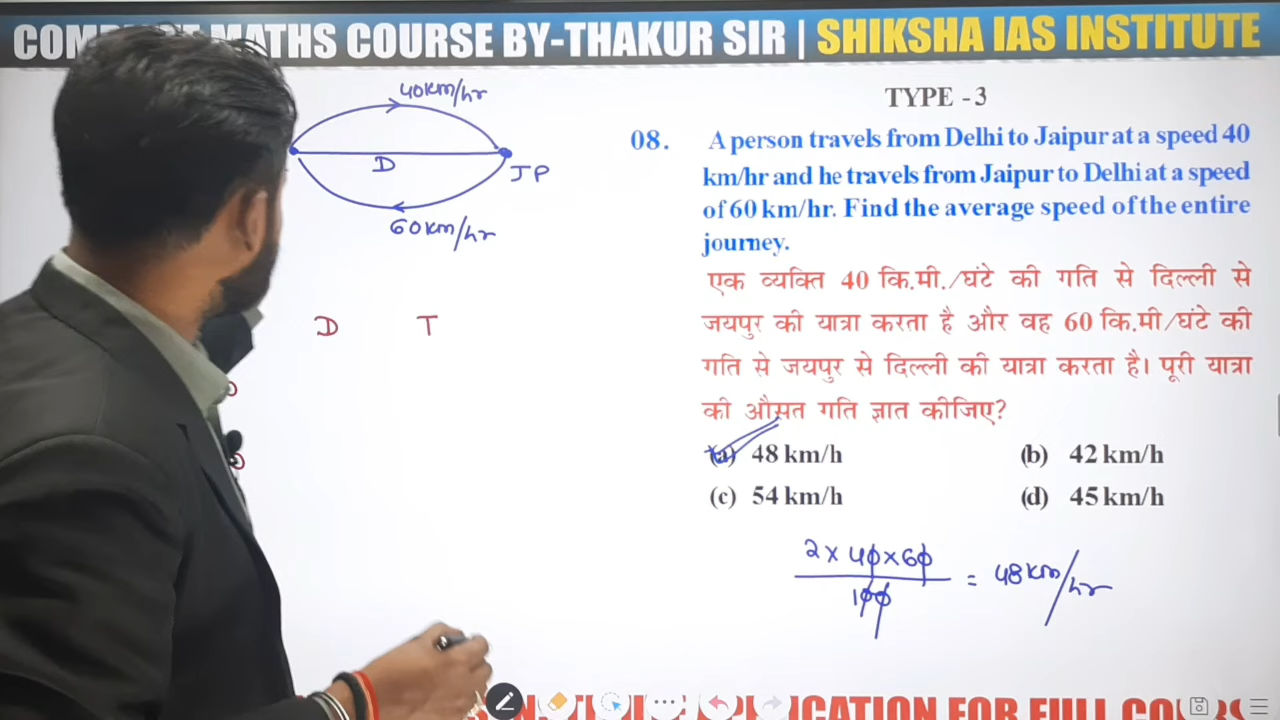 MATHS COURSE BY-THAKUR SIR | SHIKSHA IAS INSTITUTE
40km/hr
D
JP
60km/hr
D T
TYPE - 3
08. A person travels from Delhi to Jaipur at a speed 40
km/hr and he travels from Jaipur to Delhi at a speed
of 60 km/hr. Find the average speed of the entire
journey.
एक व्यक्ति 40 कि.मी./घंटे की गति से दिल्ली से
जयपुर की यात्रा करता है और वह 60 कि.मी/घंटे की
गति से जयपुर से दिल्ली की यात्रा करता है। पूरी यात्रा
की औसत गति ज्ञात कीजिए?
(a) 48 km/h (b) 42 km/h
(c) 54 km/h (d) 45 km/h
2 × 40 × 60
100
= 48 km/hr
FOR FULL